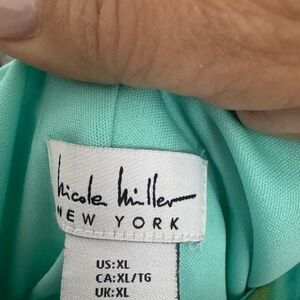 nicole miller
NEW YORK
US:XL
CA:XL/TG
UK:XL